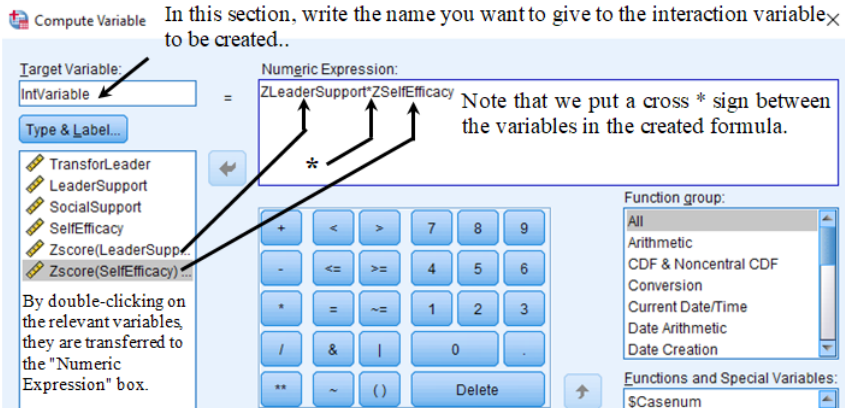 Compute Variable
In this section, write the name you want to give to the interaction variable
to be created..
Target Variable:
IntVariable
=
Numeric Expression:
ZLeaderSupport*ZSelfEfficacy
Note that we put a cross * sign between
the variables in the created formula.
*
Type & Label...
TransforLeader
LeaderSupport
SocialSupport
SelfEfficacy
Zscore(LeaderSupp...
Zscore(SelfEfficacy) ...
By double-clicking on
the relevant variables,
they are transferred to
the "Numeric
Expression" box.
+ < > 7 8 9
- <= >= 4 5 6
* = ~= 1 2 3
/ & | 0 .
** ~ ( ) Delete
Function group:
All
Arithmetic
CDF & Noncentral CDF
Conversion
Current Date/Time
Date Arithmetic
Date Creation
Functions and Special Variables:
$Casenum